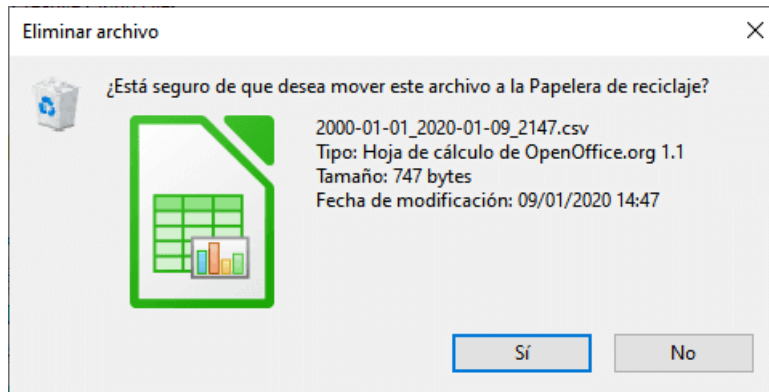 Eliminar archivo
¿Está seguro de que desea mover este archivo a la Papelera de reciclaje?
2000-01-01_2020-01-09_2147.csv
Tipo: Hoja de cálculo de OpenOffice.org 1.1
Tamaño: 747 bytes
Fecha de modificación: 09/01/2020 14:47
Sí
No